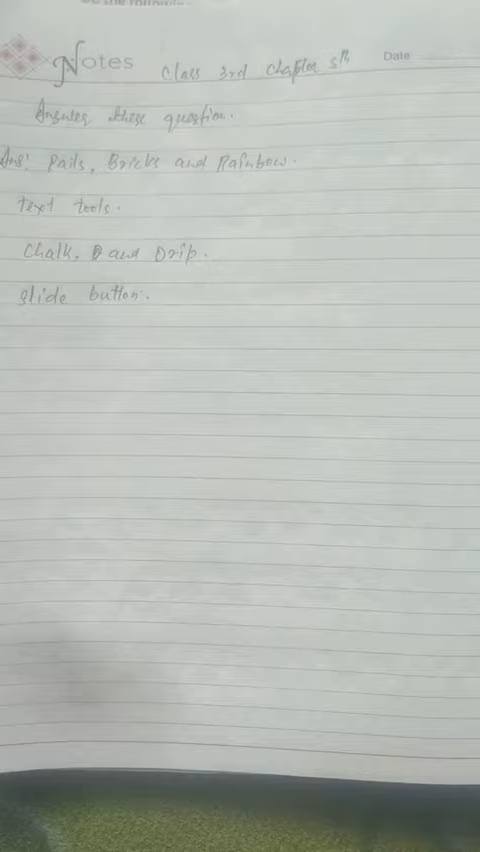 Notes Class 3rd Chapter 5th Date
Answer these question.
Ans: Rails, Bricks and Rainbow.
text tools.
Chalk, and Drip.
slide button.